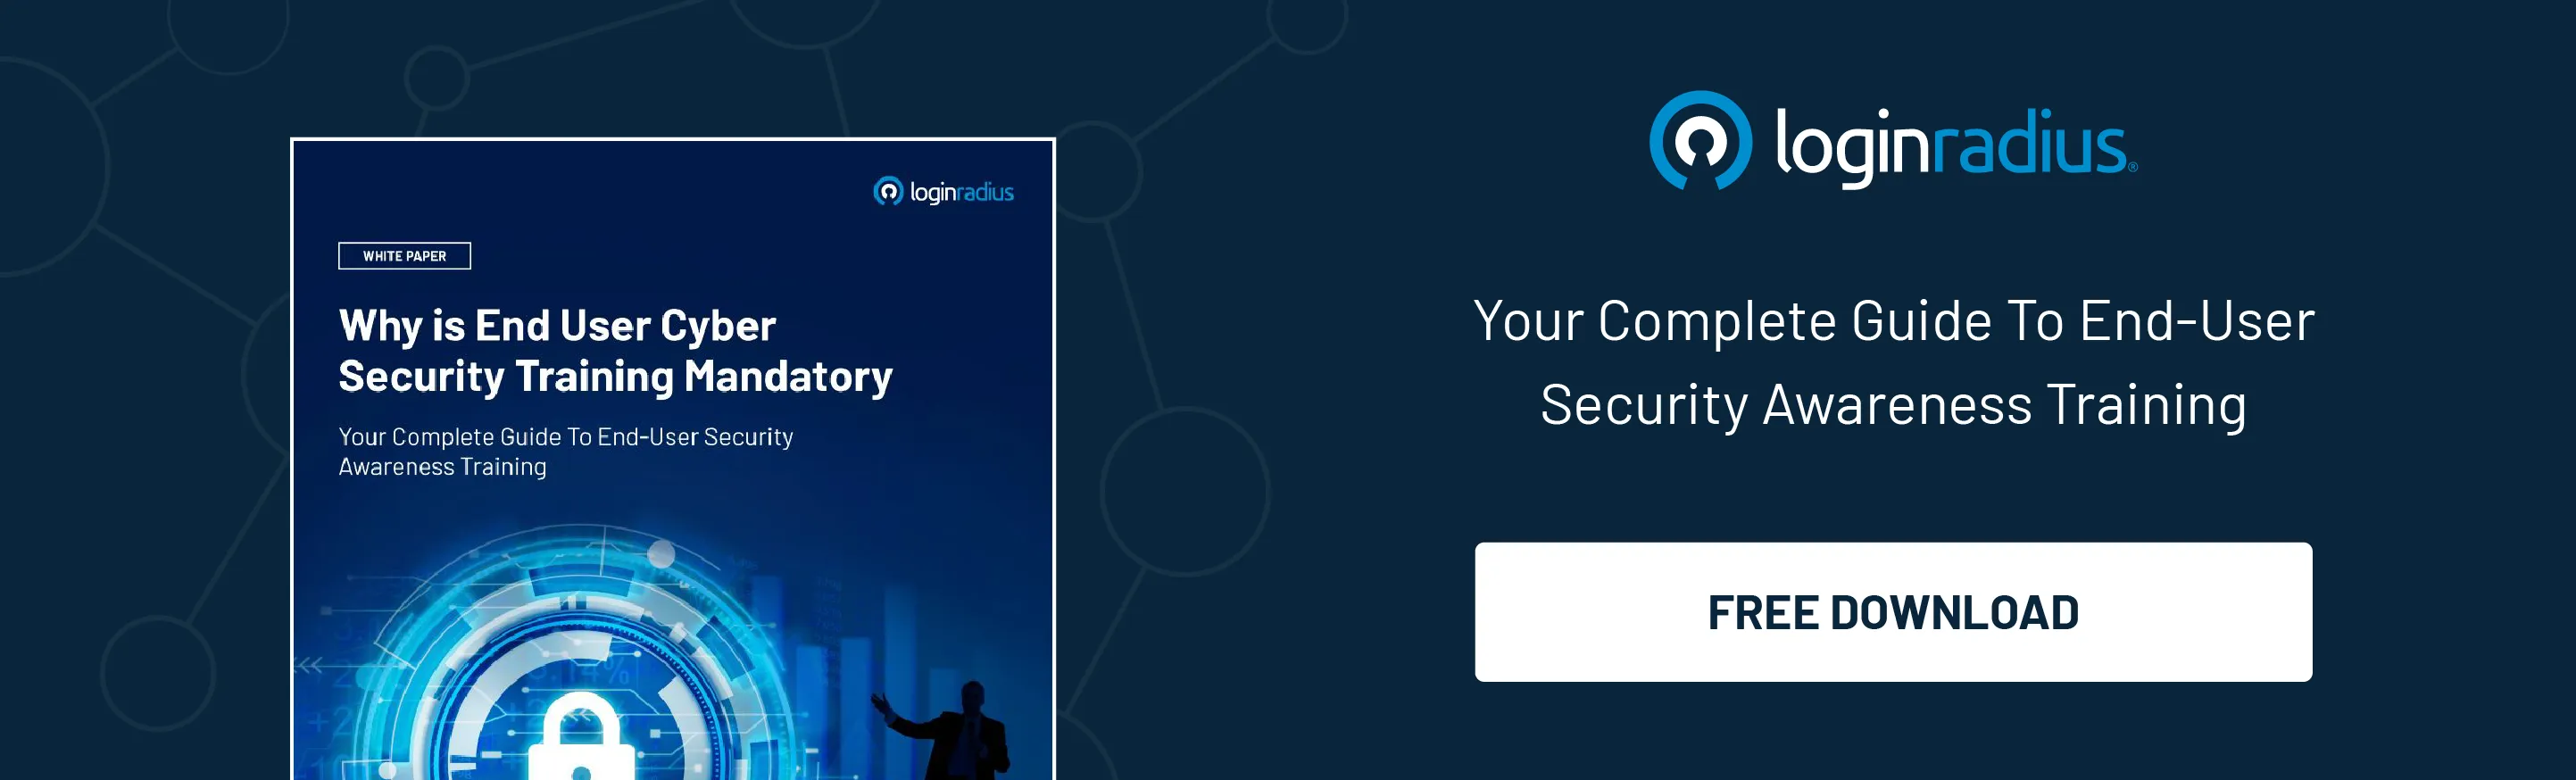 loginradius
WHITE PAPER
Why is End User Cyber
Security Training Mandatory
Your Complete Guide To End-User Security
Awareness Training
loginradius®
Your Complete Guide To End-User
Security Awareness Training
FREE DOWNLOAD